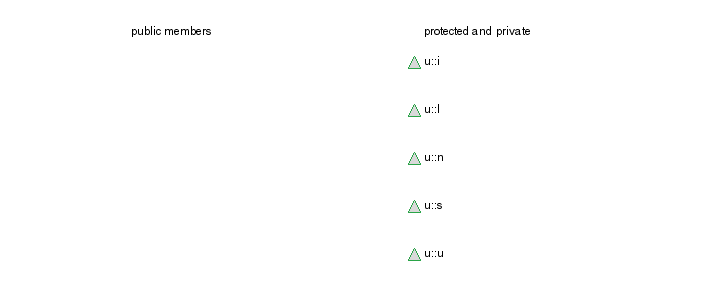 public members protected and private
u::i
u::l
u::n
u::s
u::u